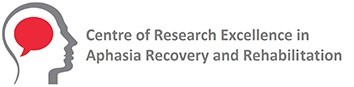 Centre of Research Excellence in
Aphasia Recovery and Rehabilitation